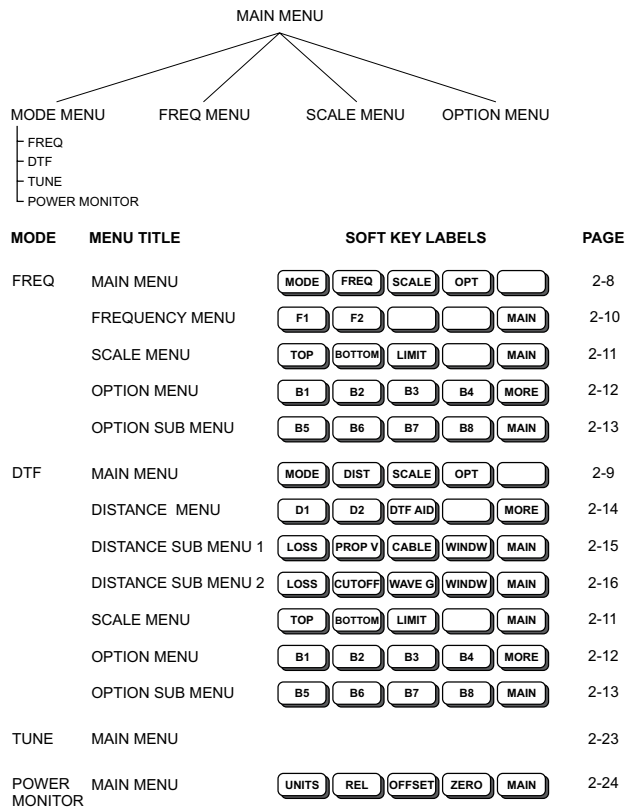 MAIN MENU
MODE MENU FREQ MENU SCALE MENU OPTION MENU
FREQ
DTF
TUNE
POWER MONITOR
MODE MENU TITLE SOFT KEY LABELS PAGE
FREQ MAIN MENU MODE FREQ SCALE OPT 2-8
FREQUENCY MENU F1 F2 MAIN 2-10
SCALE MENU TOP BOTTOM LIMIT MAIN 2-11
OPTION MENU B1 B2 B3 B4 MORE 2-12
OPTION SUB MENU B5 B6 B7 B8 MAIN 2-13
DTF MAIN MENU MODE DIST SCALE OPT 2-9
DISTANCE MENU D1 D2 DTF AID MORE 2-14
DISTANCE SUB MENU 1 LOSS PROP V CABLE WINDW MAIN 2-15
DISTANCE SUB MENU 2 LOSS CUTOFF WAVE G WINDW MAIN 2-16
SCALE MENU TOP BOTTOM LIMIT MAIN 2-11
OPTION MENU B1 B2 B3 B4 MORE 2-12
OPTION SUB MENU B5 B6 B7 B8 MAIN 2-13
TUNE MAIN MENU 2-23
POWER MAIN MENU UNITS REL OFFSET ZERO MAIN 2-24
MONITOR